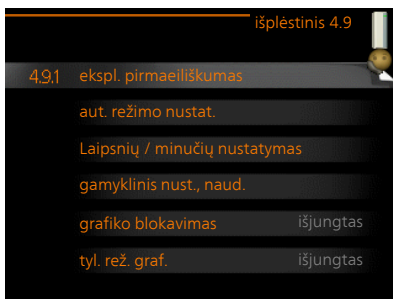 išplėstinis 4.9
4.9.1 ekspl. pirmaeiliškumas
aut. režimo nustat.
Laipsnių / minučių nustatymas
gamyklinis nust., naud.
grafiko blokavimas išjungtas
tyl. rež. graf. išjungtas